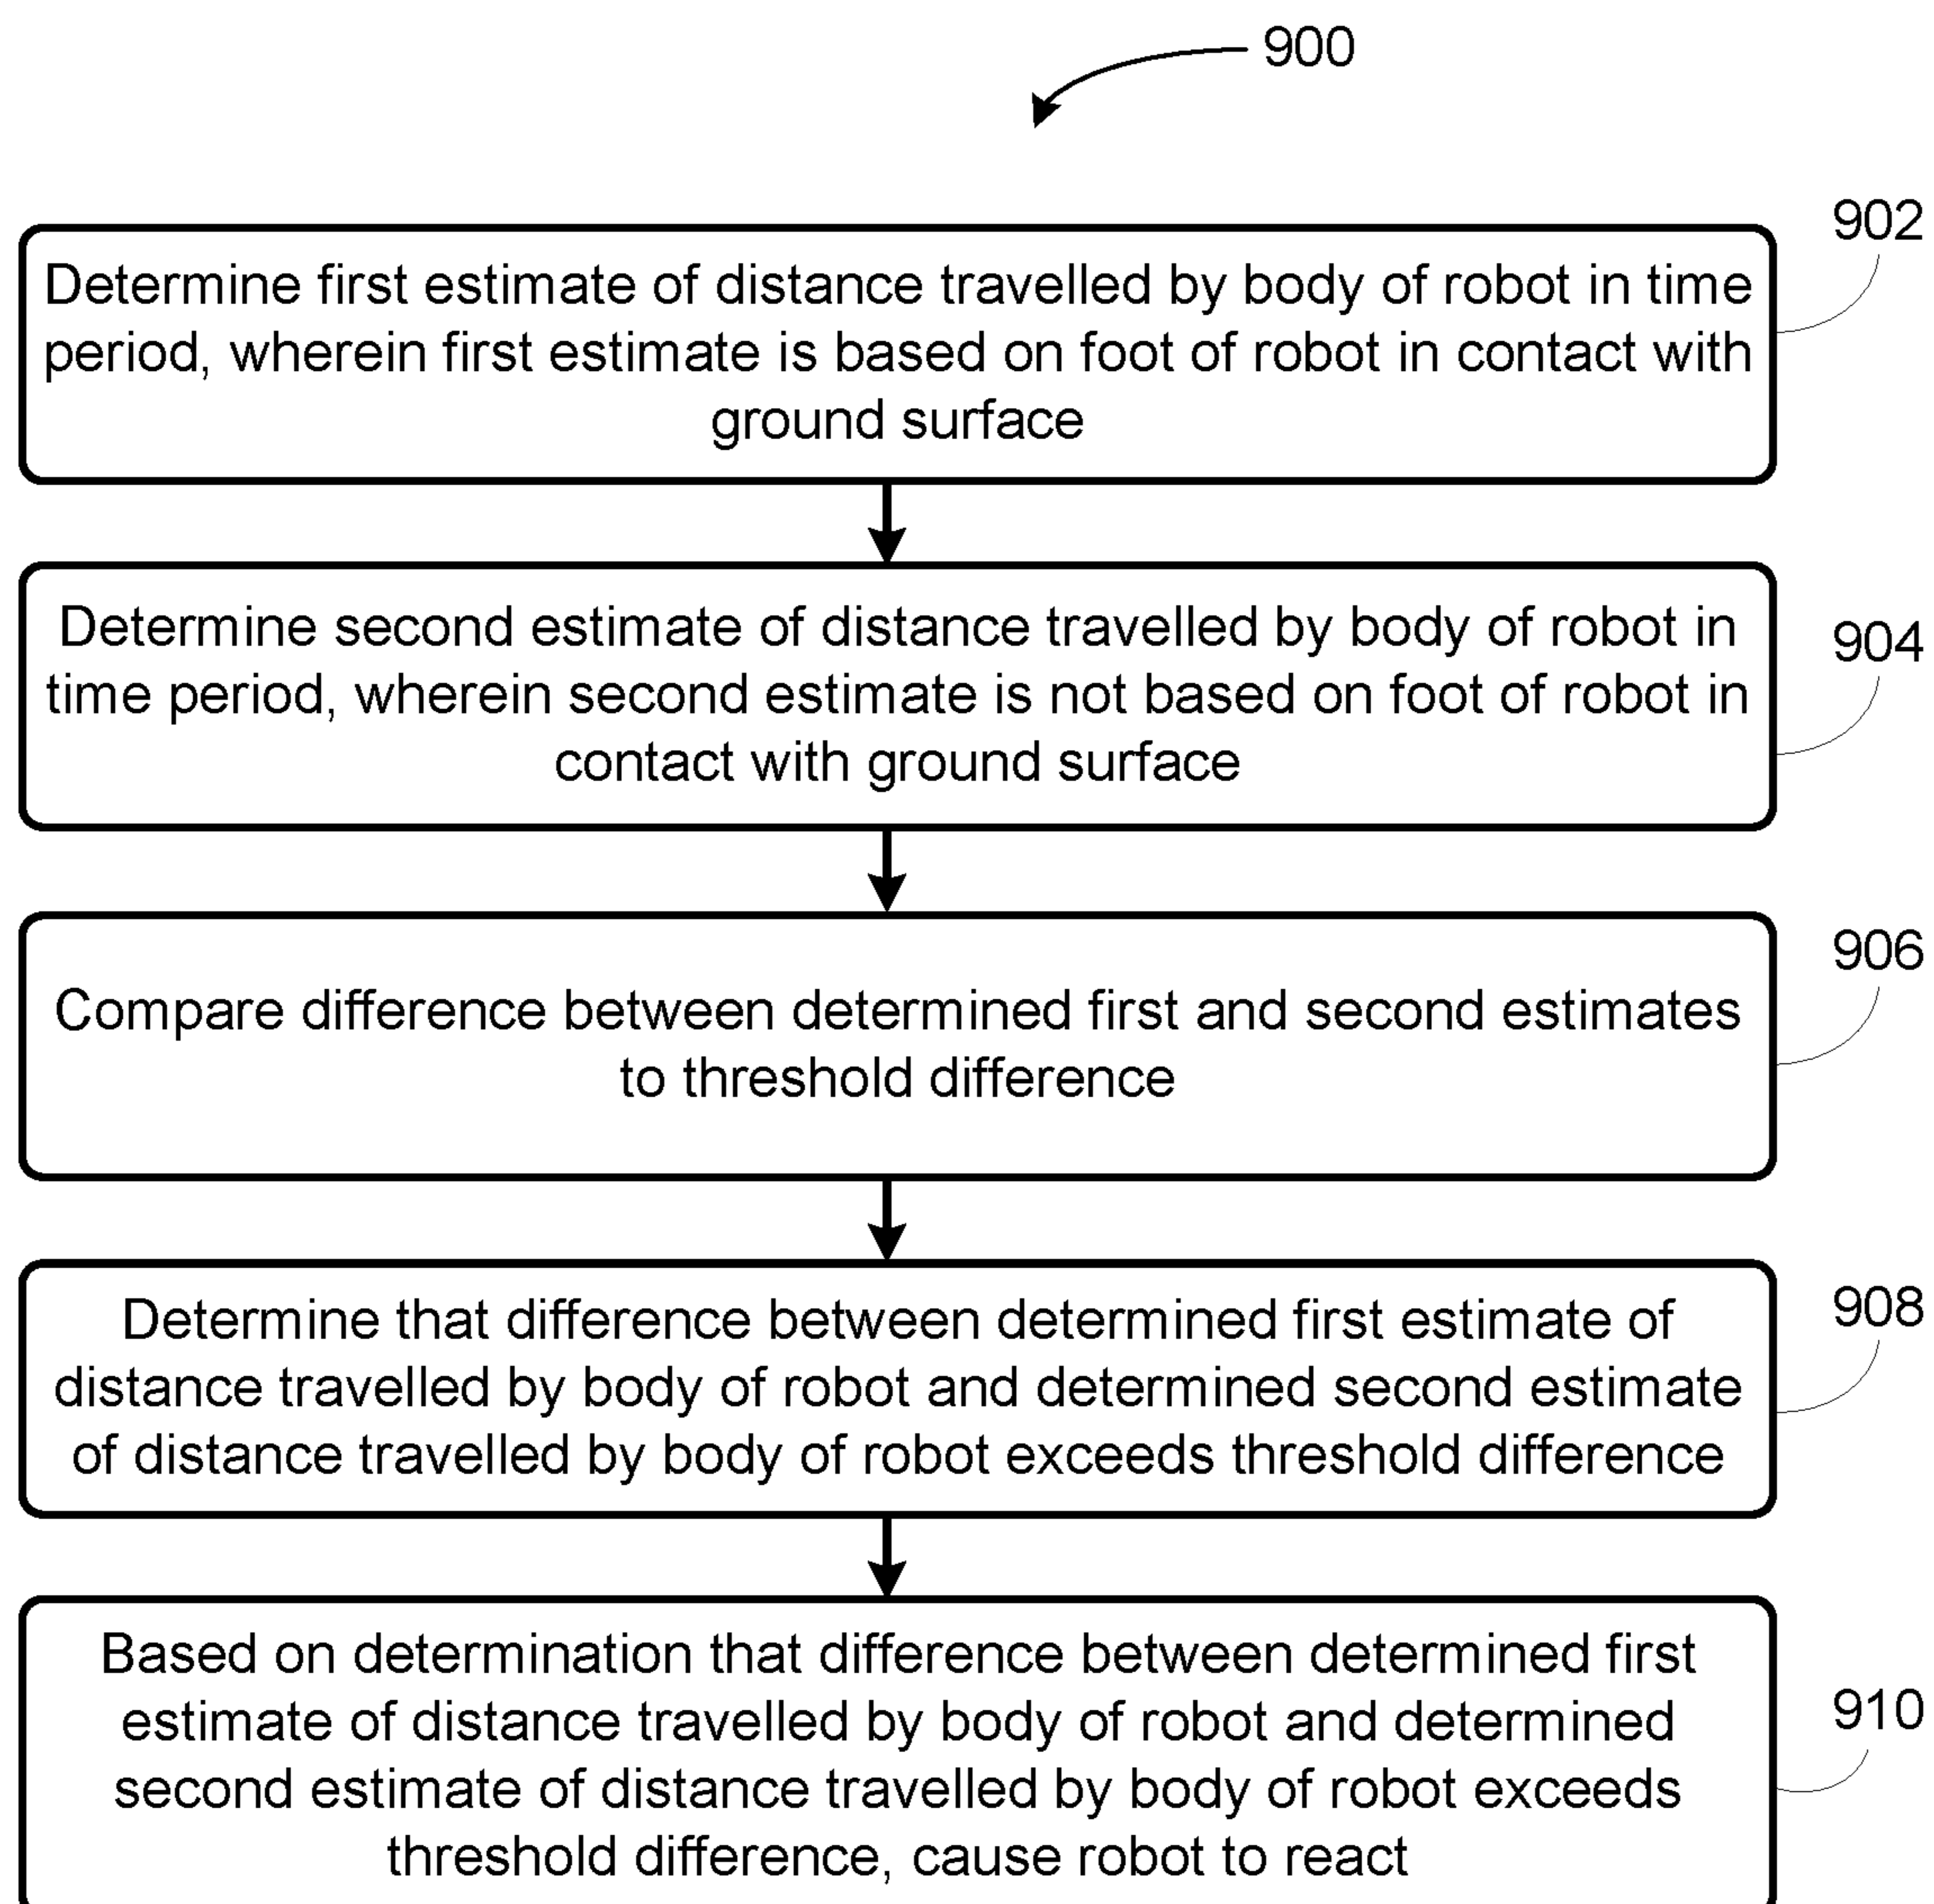 900
902
Determine first estimate of distance travelled by body of robot in time
period, wherein first estimate is based on foot of robot in contact with
ground surface
904
Determine second estimate of distance travelled by body of robot in
time period, wherein second estimate is not based on foot of robot in
contact with ground surface
906
Compare difference between determined first and second estimates
to threshold difference
908
Determine that difference between determined first estimate of
distance travelled by body of robot and determined second estimate
of distance travelled by body of robot exceeds threshold difference
910
Based on determination that difference between determined first
estimate of distance travelled by body of robot and determined
second estimate of distance travelled by body of robot exceeds
threshold difference, cause robot to react